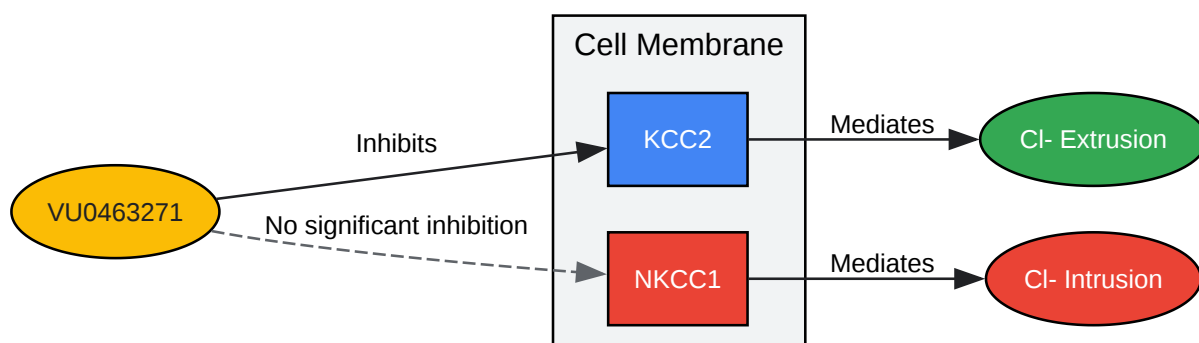 Cell Membrane
Inhibits
KCC2
Mediates
Cl- Extrusion
VU0463271
No significant inhibition
NKCC1
Mediates
Cl- Intrusion